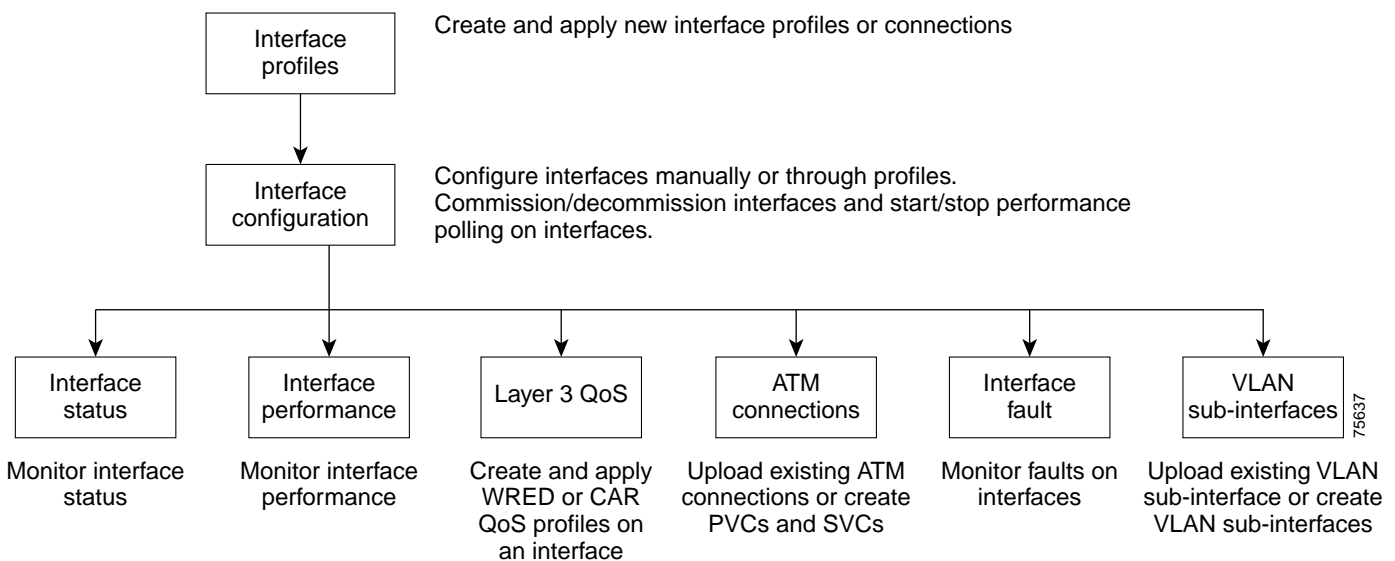 Interface
profiles
Create and apply new interface profiles or connections
Interface
configuration
Configure interfaces manually or through profiles.
Commission/decommission interfaces and start/stop performance
polling on interfaces.
Interface
status
Interface
performance
Layer 3 QoS
ATM
connections
Interface
fault
VLAN
sub-interfaces
75637
Monitor interface
status
Monitor interface
performance
Create and apply
WRED or CAR
QoS profiles on
an interface
Upload existing ATM
connections or create
PVCs and SVCs
Monitor faults on
interfaces
Upload existing VLAN
sub-interface or create
VLAN sub-interfaces